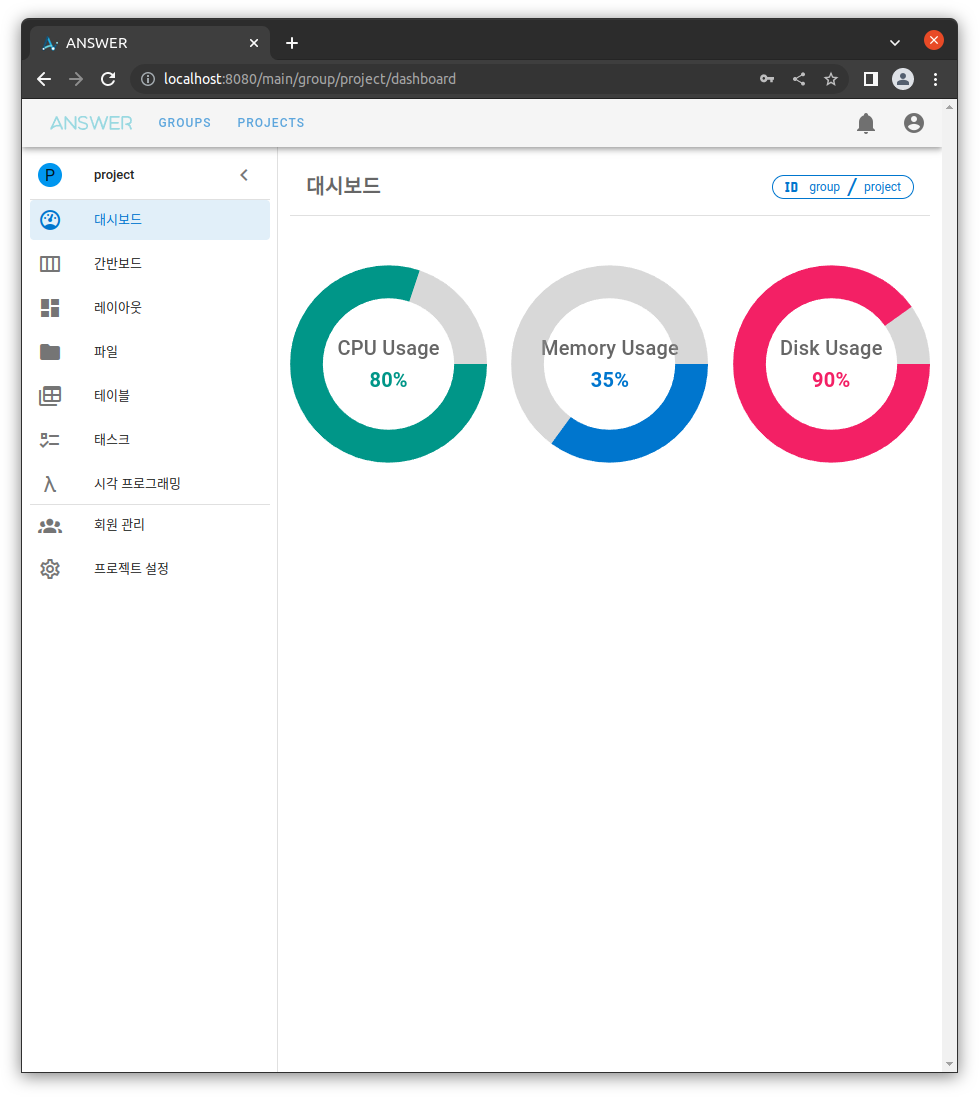 ANSWER
localhost:8080/main/group/project/dashboard
ANSWER GROUPS PROJECTS
P project
대시보드
간반보드
레이아웃
파일
테이블
태스크
시각 프로그래밍
회원 관리
프로젝트 설정
대시보드
ID group / project
CPU Usage
80%
Memory Usage
35%
Disk Usage
90%